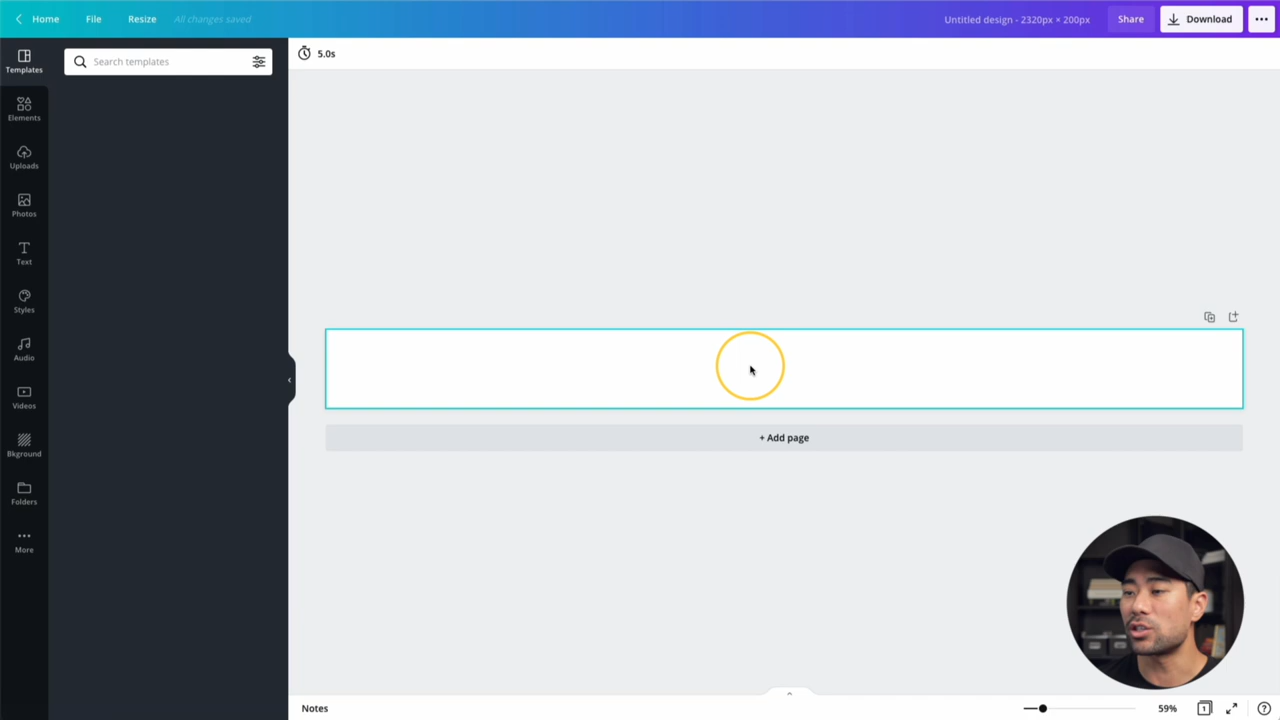 Home File Resize All changes saved Untitled design - 2320px × 200px Share Download
Templates
Search templates
5.0s
Elements
Uploads
Photos
Text
Styles
Audio
Videos
Bkground
Folders
More
+ Add page
Notes 59% 1